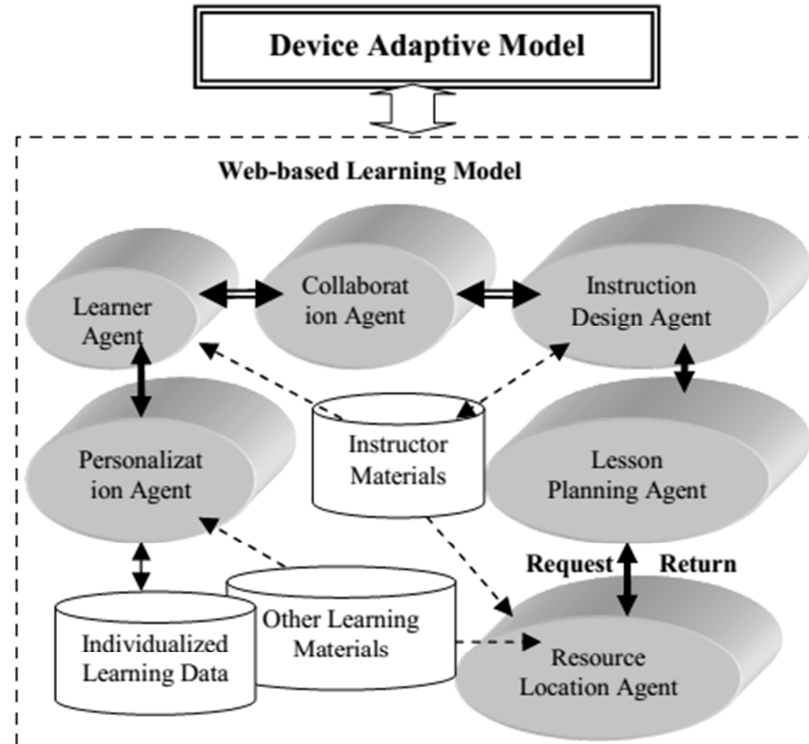 Device Adaptive Model
Web-based Learning Model
Learner
Agent
Collaborat
ion Agent
Instruction
Design Agent
Personalizat
ion Agent
Instructor
Materials
Lesson
Planning Agent
Request
Return
Individualized
Learning Data
Other Learning
Materials
Resource
Location Agent